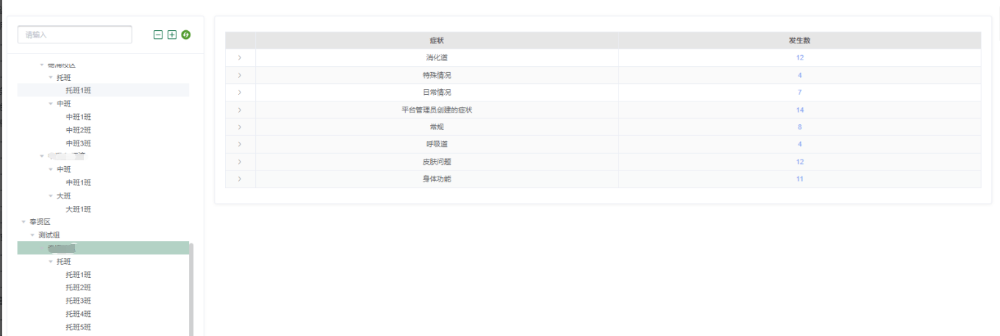 请输入
托班
托班1班
中班
中班1班
中班2班
中班3班
中班
中班1班
大班
大班1班
奉贤区
测试组
托班
托班1班
托班2班
托班3班
托班4班
托班5班
症状 发生数
消化道 12
特殊情况 4
日常情况 7
平台管理员创建的症状 14
常规 8
呼吸道 4
皮肤问题 12
身体功能 11